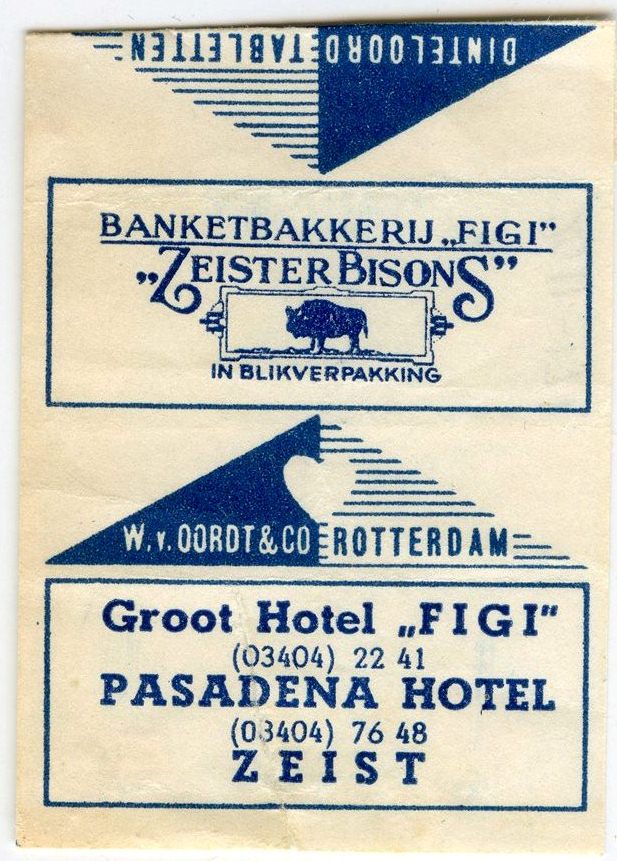 DINTELOORD TABLETTEN
BANKETBAKKERIJ „FIGI”
„ZEISTER BISONS”
IN BLIKVERPAKKING
W. v. OORDT & CO ROTTERDAM
Groot Hotel „FIGI”
(03404) 22 41
PASADENA HOTEL
(03404) 76 48
ZEIST